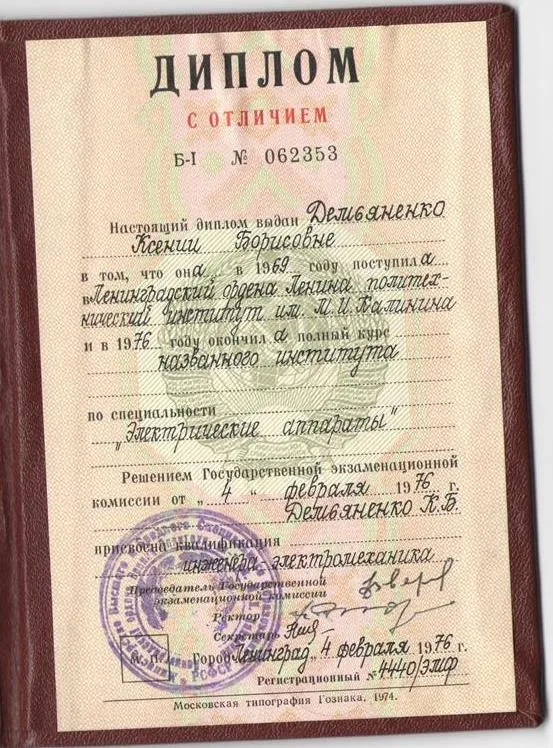 ДИПЛОМ
С ОТЛИЧИЕМ
Б-I № 062353
Настоящий диплом выдан Демьяненко
Ксении Борисовне
в том, что она в 1969 году поступила
в Ленинградский ордена Ленина политех-
нический институт им. М. И. Калинина
и в 1976 году окончила полный курс
названного института
по специальности
„Электрические аппараты"
Решением Государственной экзаменационной
комиссии от „4" февраля 1976 г.
Демьяненко К.Б.
присвоена квалификация
инженера электромеханика
Председатель Государственной
экзаменационной комиссии
Ректор
Секретарь
Город Ленинград „4 февраля 1976 г.
Регистрационный № 4440/ЭМФ
Московская типография Гознака. 1974.